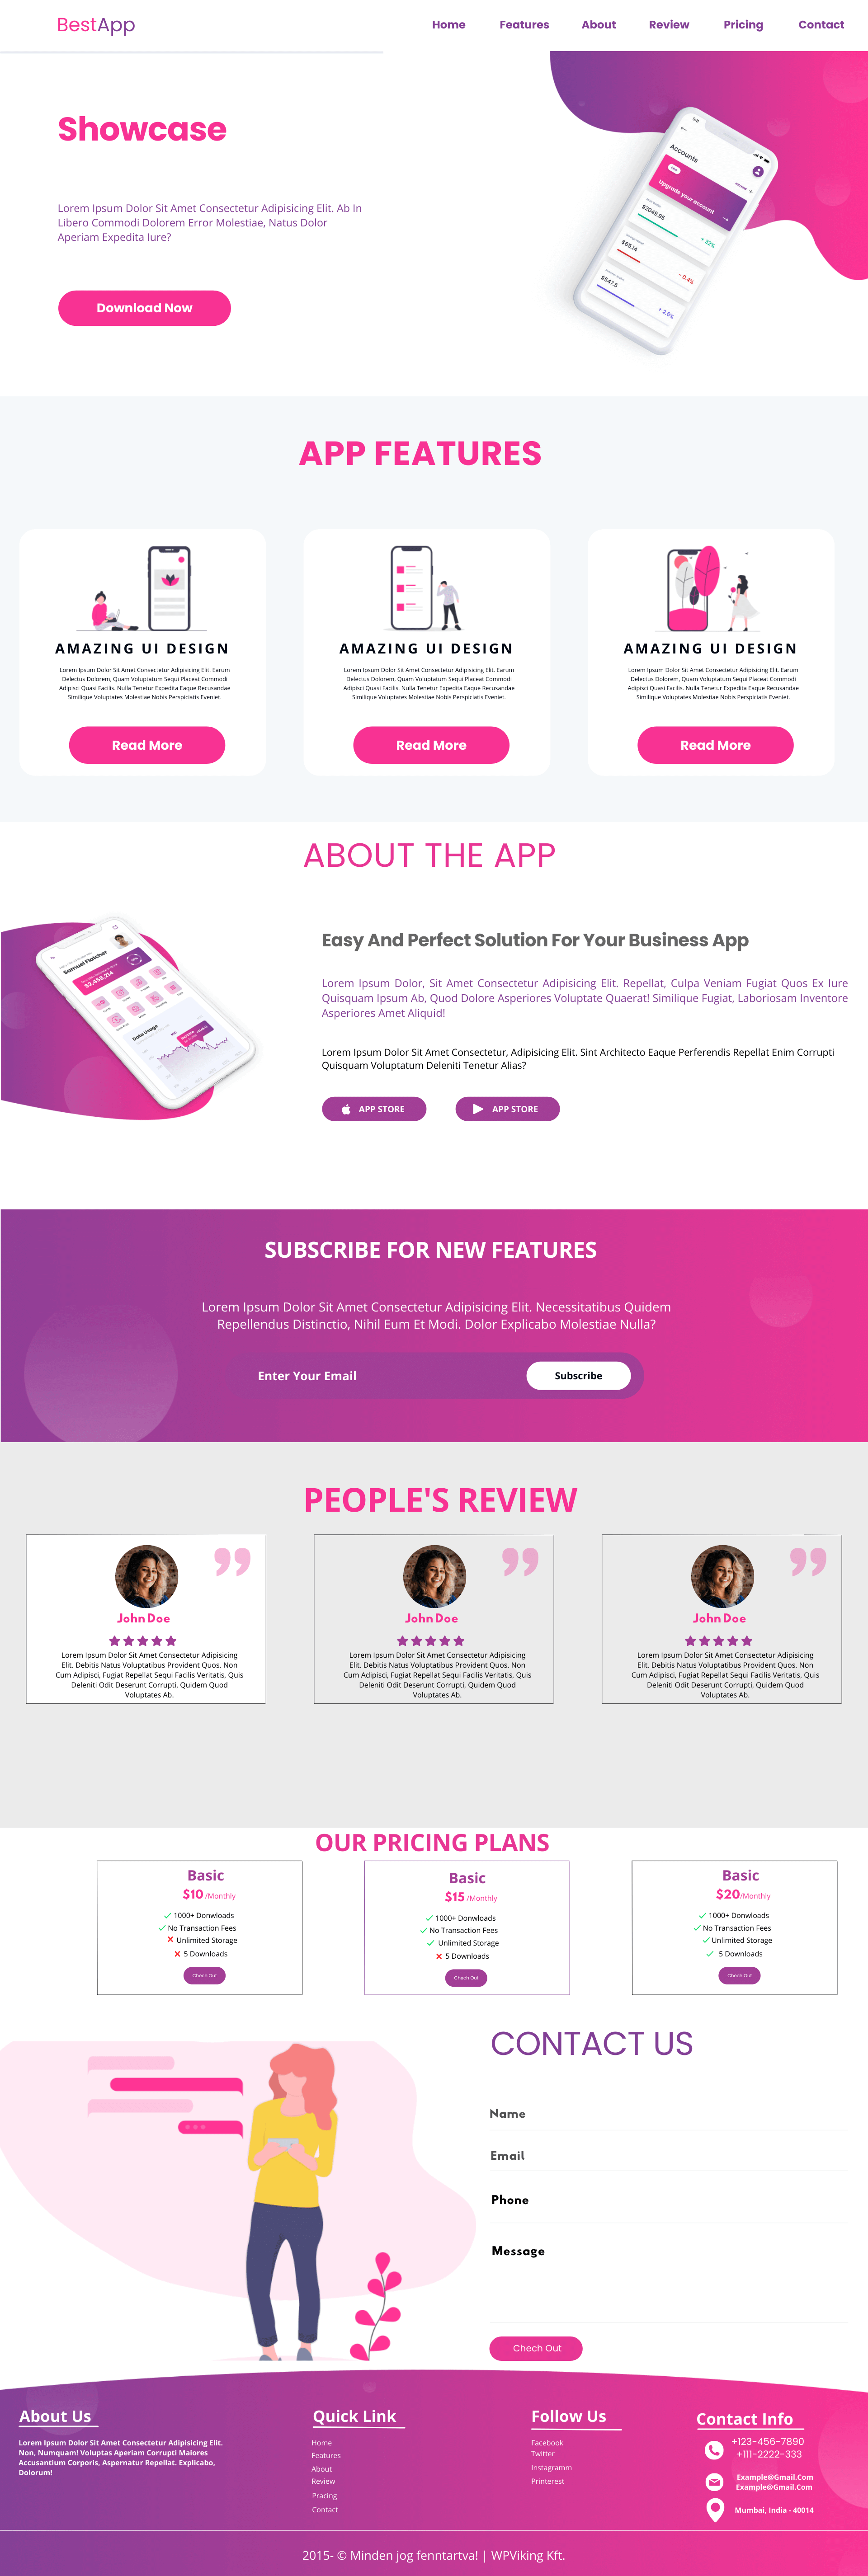 BestApp
Home Features About Review Pricing Contact
Showcase
Lorem Ipsum Dolor Sit Amet Consectetur Adipisicing Elit. Ab In
Libero Commodi Dolorem Error Molestiae, Natus Dolor
Aperiam Expedita Iure?
Download Now
Accounts
Upgrade your account
$2048.95
+ 32%
$65.14
- 0.4%
$547.5
+ 2.6%
APP FEATURES
AMAZING UI DESIGN
Lorem Ipsum Dolor Sit Amet Consectetur Adipisicing Elit. Earum
Delectus Dolorem, Quam Voluptatum Sequi Placeat Commodi
Adipisci Quasi Facilis. Nulla Tenetur Expedita Eaque Recusandae
Similique Voluptates Molestiae Nobis Perspiciatis Eveniet.
Read More
AMAZING UI DESIGN
Lorem Ipsum Dolor Sit Amet Consectetur Adipisicing Elit. Earum
Delectus Dolorem, Quam Voluptatum Sequi Placeat Commodi
Adipisci Quasi Facilis. Nulla Tenetur Expedita Eaque Recusandae
Similique Voluptates Molestiae Nobis Perspiciatis Eveniet.
Read More
AMAZING UI DESIGN
Lorem Ipsum Dolor Sit Amet Consectetur Adipisicing Elit. Earum
Delectus Dolorem, Quam Voluptatum Sequi Placeat Commodi
Adipisci Quasi Facilis. Nulla Tenetur Expedita Eaque Recusandae
Similique Voluptates Molestiae Nobis Perspiciatis Eveniet.
Read More
ABOUT THE APP
Samuel Flatcher
$2,458,214
Data Usage
Easy And Perfect Solution For Your Business App
Lorem Ipsum Dolor, Sit Amet Consectetur Adipisicing Elit. Repellat, Culpa Veniam Fugiat Quos Ex Iure
Quisquam Ipsum Ab, Quod Dolore Asperiores Voluptate Quaerat! Similique Fugiat, Laboriosam Inventore
Asperiores Amet Aliquid!
Lorem Ipsum Dolor Sit Amet Consectetur, Adipisicing Elit. Sint Architecto Eaque Perferendis Repellat Enim Corrupti
Quisquam Voluptatum Deleniti Tenetur Alias?
APP STORE
APP STORE
SUBSCRIBE FOR NEW FEATURES
Lorem Ipsum Dolor Sit Amet Consectetur Adipisicing Elit. Necessitatibus Quidem
Repellendus Distinctio, Nihil Eum Et Modi. Dolor Explicabo Molestiae Nulla?
Enter Your Email
Subscribe
PEOPLE'S REVIEW
John Doe
Lorem Ipsum Dolor Sit Amet Consectetur Adipisicing
Elit. Debitis Natus Voluptatibus Provident Quos. Non
Cum Adipisci, Fugiat Repellat Sequi Facilis Veritatis, Quis
Deleniti Odit Deserunt Corrupti, Quidem Quod
Voluptates Ab.
John Doe
Lorem Ipsum Dolor Sit Amet Consectetur Adipisicing
Elit. Debitis Natus Voluptatibus Provident Quos. Non
Cum Adipisci, Fugiat Repellat Sequi Facilis Veritatis, Quis
Deleniti Odit Deserunt Corrupti, Quidem Quod
Voluptates Ab.
John Doe
Lorem Ipsum Dolor Sit Amet Consectetur Adipisicing
Elit. Debitis Natus Voluptatibus Provident Quos. Non
Cum Adipisci, Fugiat Repellat Sequi Facilis Veritatis, Quis
Deleniti Odit Deserunt Corrupti, Quidem Quod
Voluptates Ab.
OUR PRICING PLANS
Basic
$10 /Monthly
1000+ Donwloads
No Transaction Fees
Unlimited Storage
5 Downloads
Chech Out
Basic
$15 /Monthly
1000+ Donwloads
No Transaction Fees
Unlimited Storage
5 Downloads
Chech Out
Basic
$20/Monthly
1000+ Donwloads
No Transaction Fees
Unlimited Storage
5 Downloads
Chech Out
CONTACT US
Name
Email
Phone
Message
Chech Out
About Us
Lorem Ipsum Dolor Sit Amet Consectetur Adipisicing Elit.
Non, Numquam! Voluptas Aperiam Corrupti Maiores
Accusantium Corporis, Aspernatur Repellat. Explicabo,
Dolorum!
Quick Link
Home
Features
About
Review
Pracing
Contact
Follow Us
Facebook
Twitter
Instagramm
Printerest
Contact Info
+123-456-7890
+111-2222-333
Example@Gmail.Com
Example@Gmail.Com
Mumbai, India - 40014
2015- © Minden jog fenntartva! | WPViking Kft.